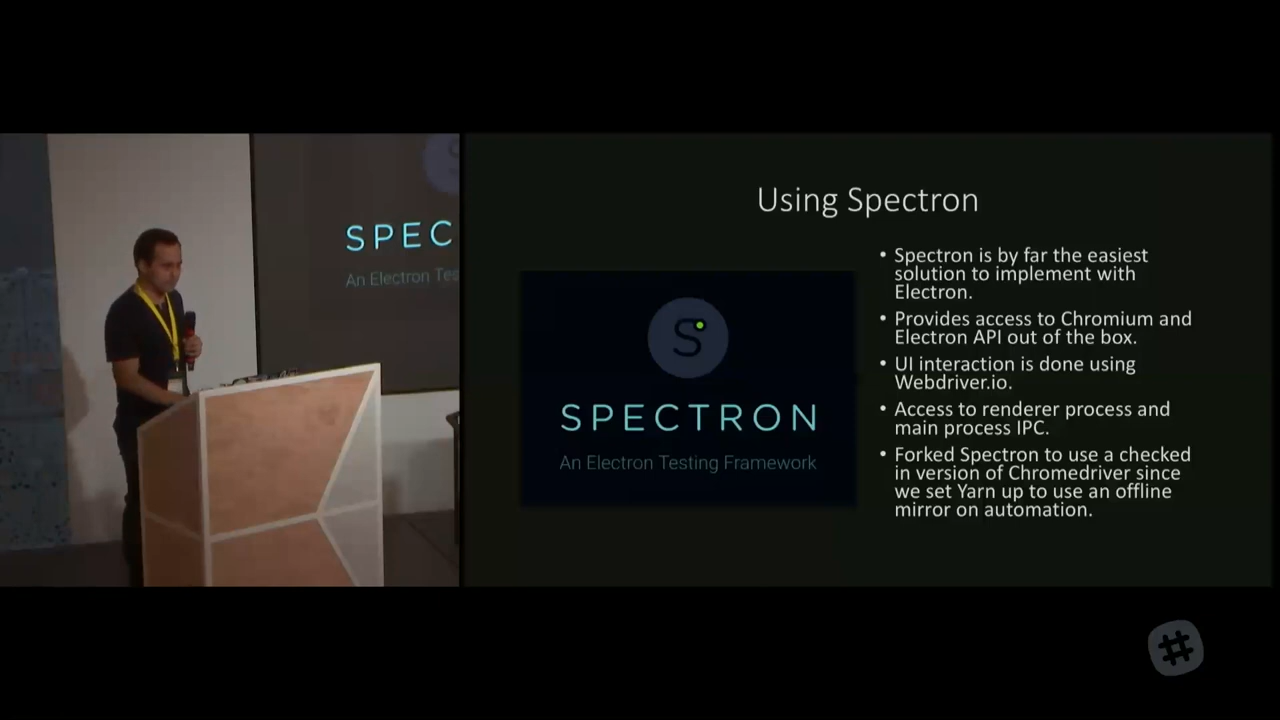 SPEC
An Electron Tes
Using Spectron
SPECTRON
An Electron Testing Framework
• Spectron is by far the easiest
solution to implement with
Electron.
• Provides access to Chromium and
Electron API out of the box.
• UI interaction is done using
Webdriver.io.
• Access to renderer process and
main process IPC.
• Forked Spectron to use a checked
in version of Chromedriver since
we set Yarn up to use an offline
mirror on automation.